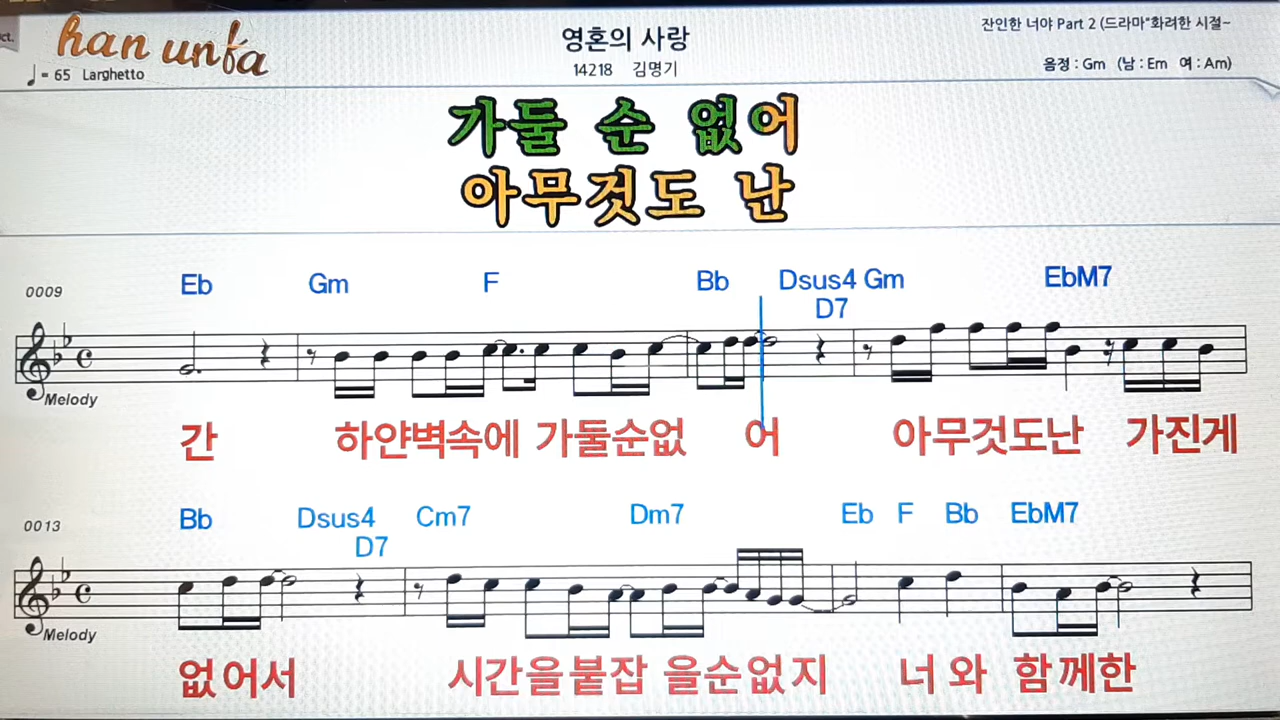 ct.
han unfa
♩= 65 Larghetto
영혼의 사랑
14218 김명기
잔인한 너야 Part 2 (드라마"화려한 시절~
음정 : Gm (남 : Em 여 : Am)
가둘 순 없어
아무것도 난
0009
Eb Gm F Bb Dsus4 Gm EbM7
D7
Melody
간 하얀벽속에 가둘순없 어 아무것도난 가진게
0013
Bb Dsus4 Cm7 Dm7 Eb F Bb EbM7
D7
Melody
없어서 시간을붙잡 을순없지 너와 함께한